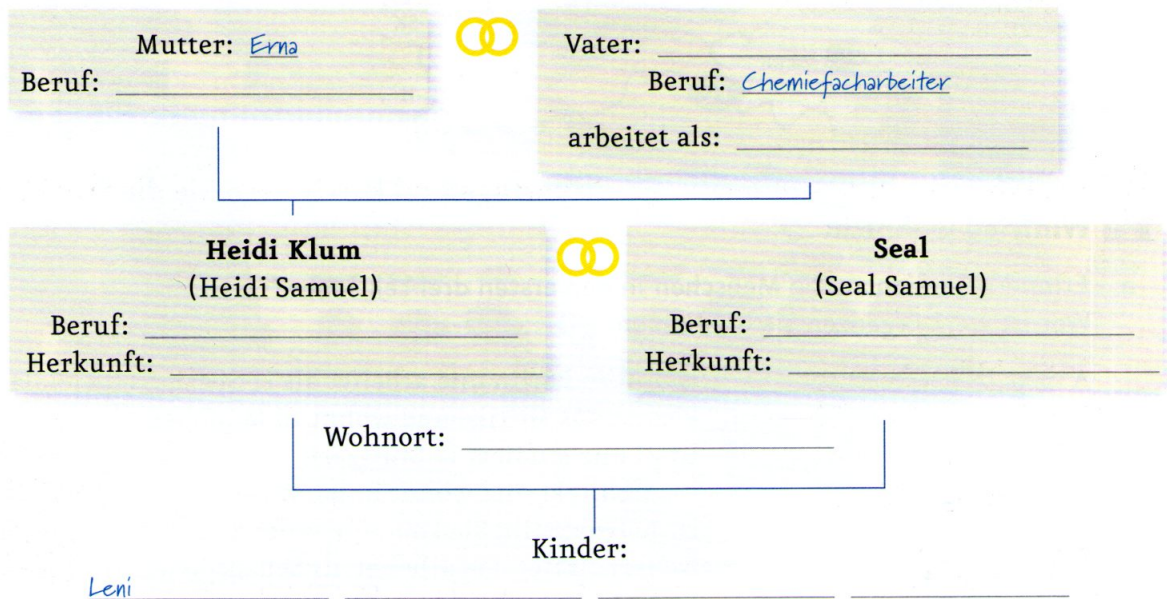 Mutter: Erna
Beruf:
Vater:
Beruf: Chemiefacharbeiter
arbeitet als:
Heidi Klum
(Heidi Samuel)
Beruf:
Herkunft:
Seal
(Seal Samuel)
Beruf:
Herkunft:
Wohnort:
Kinder:
Leni